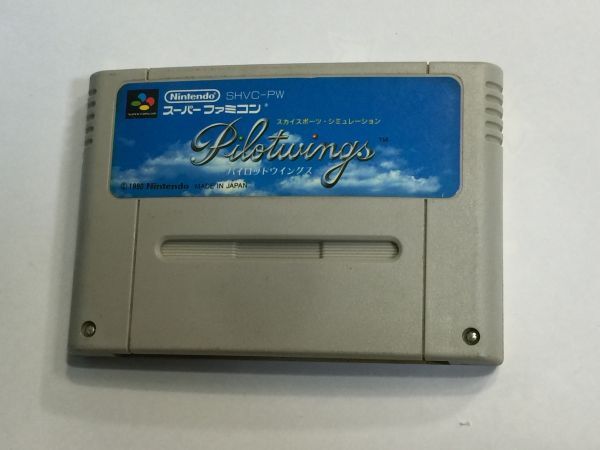 Nintendo SHVC-PW
スーパーファミコン
スカイスポーツ・シミュレーション
Pilotwings™
パイロットウイングス
©1990 Nintendo MADE IN JAPAN